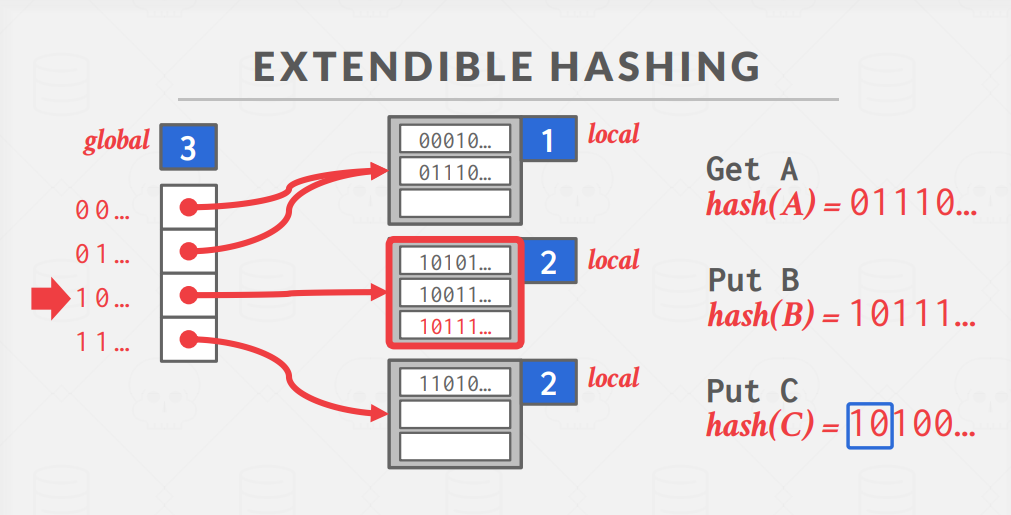 EXTENDIBLE HASHING
global 3
00...
01...
10...
11...
00010...
01110...
1 local
10101...
10011...
10111...
2 local
11010...
2 local
Get A
hash(A) = 01110...
Put B
hash(B) = 10111...
Put C
hash(C) = 10100...